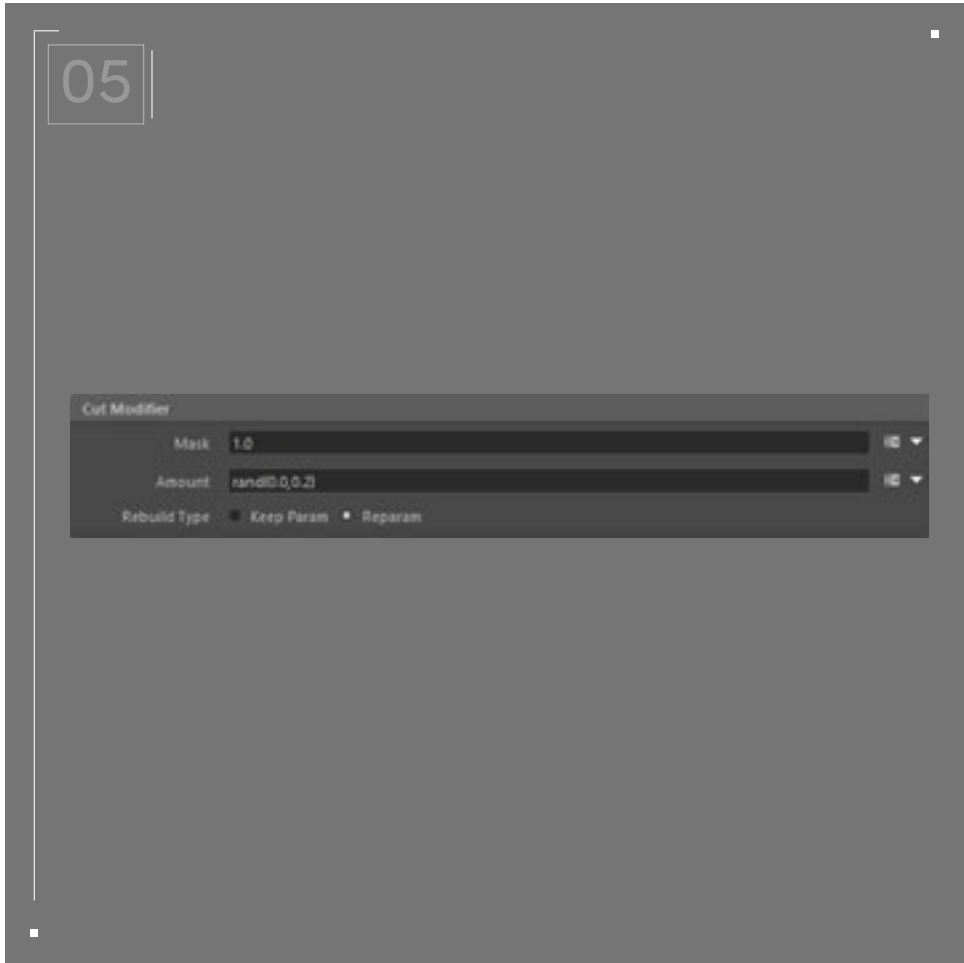 05
Cut Modifier
Mask 1.0
Amount rand(0.0,0.2)
Rebuild Type Keep Param Reparam